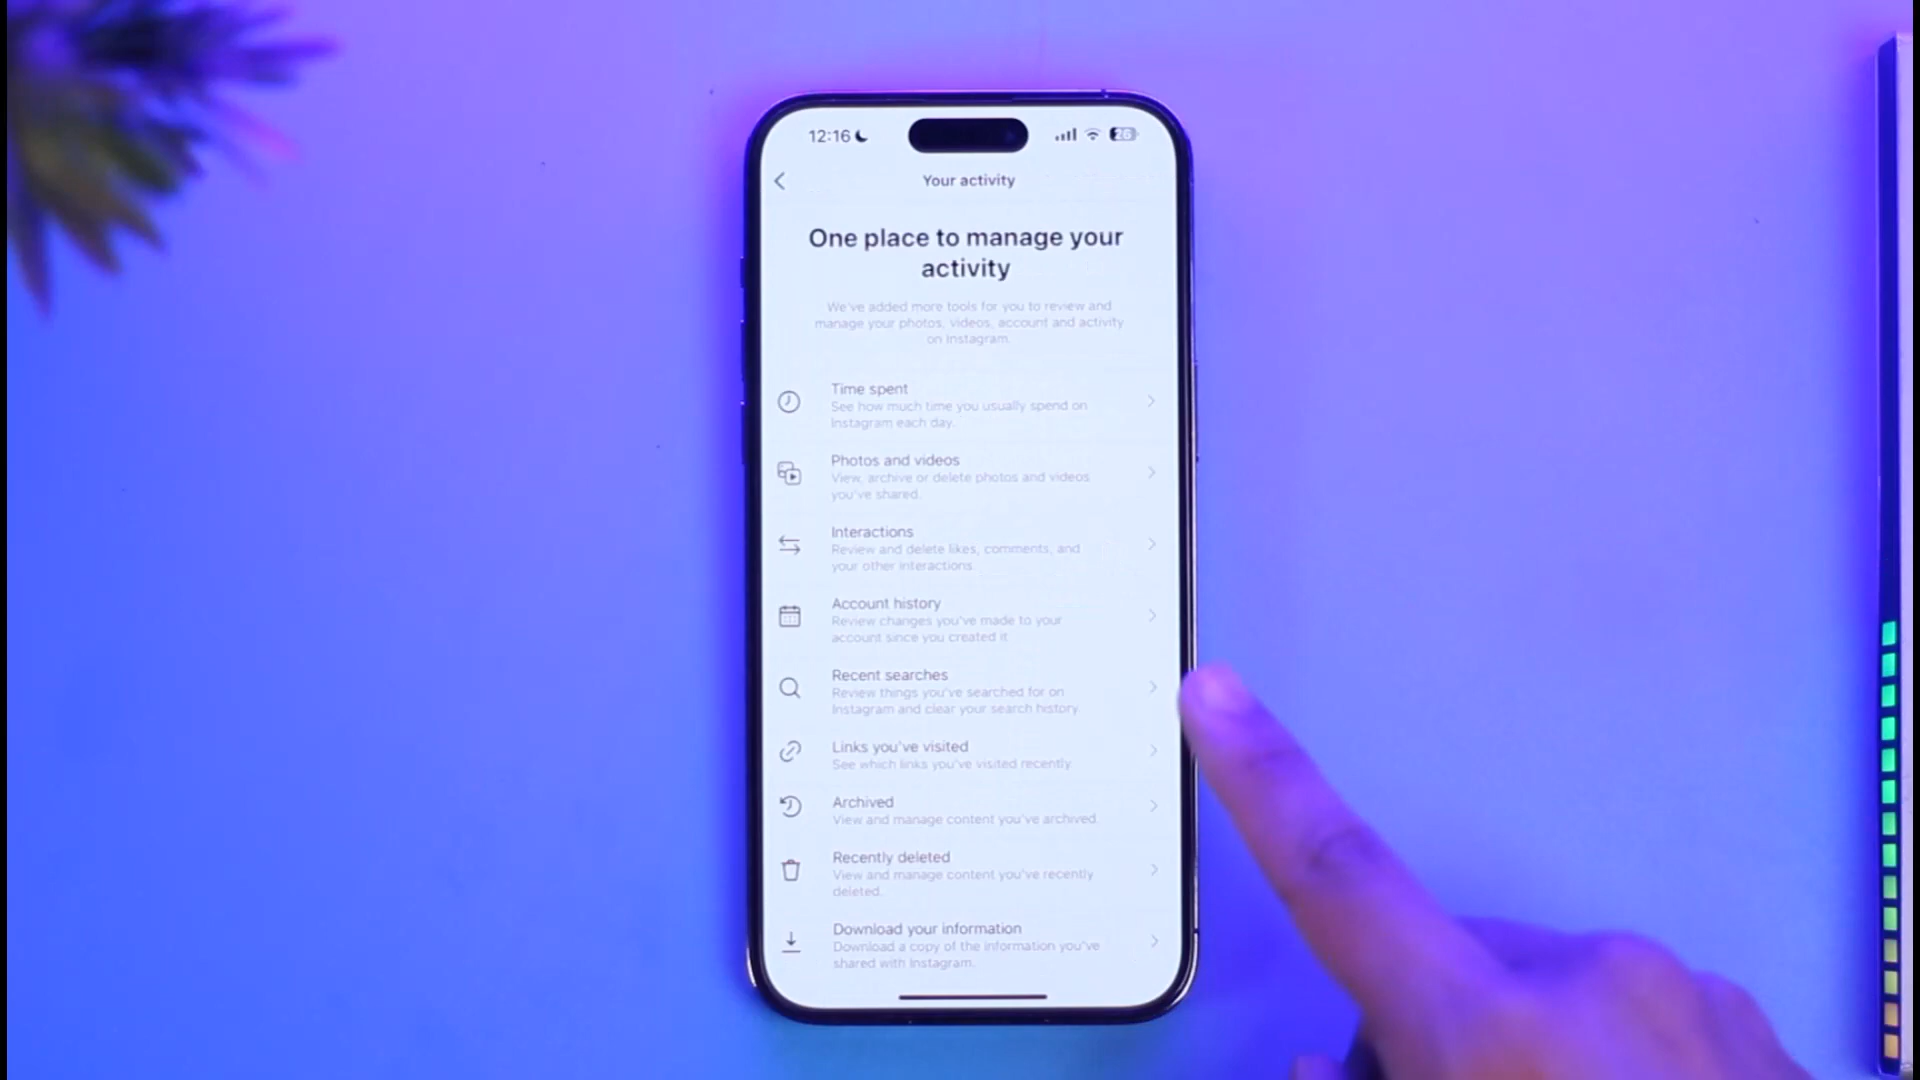 12:16
26
Your activity
One place to manage your
activity
We've added more tools for you to review and
manage your photos, videos, account and activity
on Instagram.
Time spent
See how much time you usually spend on
Instagram each day.
Photos and videos
View, archive or delete photos and videos
you've shared.
Interactions
Review and delete likes, comments, and
your other interactions.
Account history
Review changes you've made to your
account since you created it.
Recent searches
Review things you've searched for on
Instagram and clear your search history.
Links you've visited
See which links you've visited recently.
Archived
View and manage content you've archived.
Recently deleted
View and manage content you've recently
deleted.
Download your information
Download a copy of the information you've
shared with Instagram.